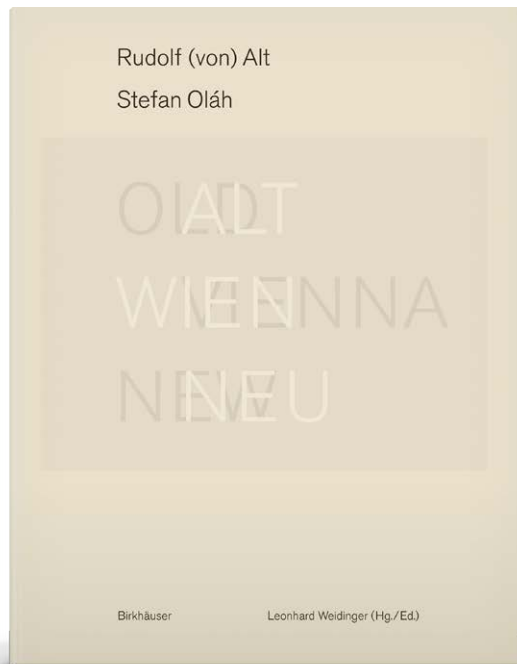 Rudolf (von) Alt
Stefan Oláh
OLD ALT
WIEN VIENNA
NEW NEU
Birkhäuser Leonhard Weidinger (Hg./Ed.)